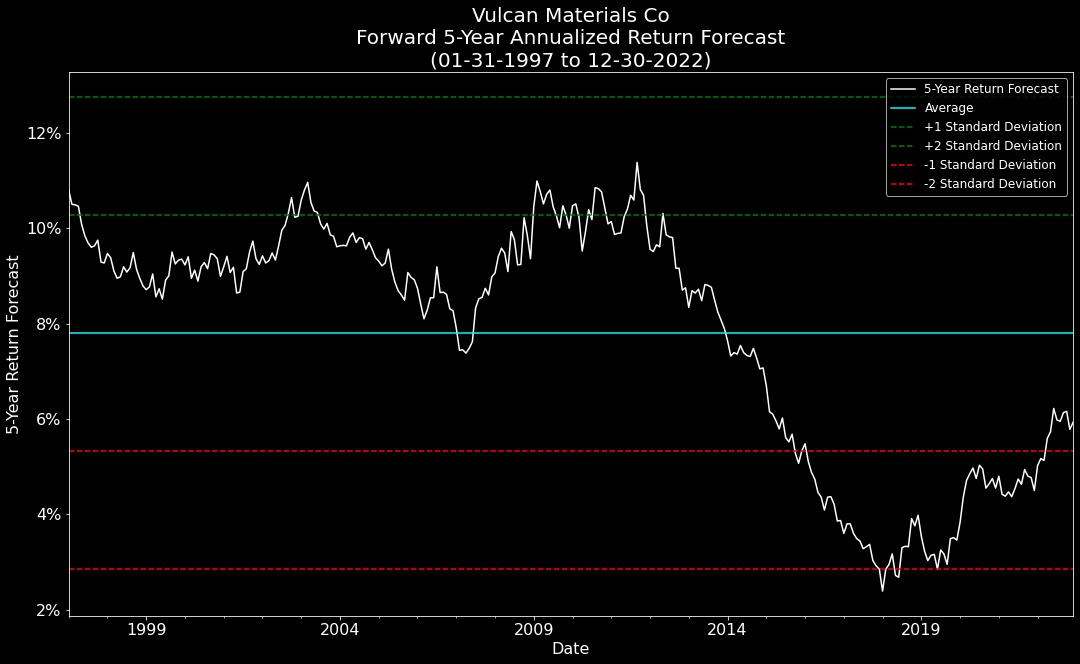 Vulcan Materials Co
Forward 5-Year Annualized Return Forecast
(01-31-1997 to 12-30-2022)
5-Year Return Forecast
Average
+1 Standard Deviation
+2 Standard Deviation
-1 Standard Deviation
-2 Standard Deviation
12%
10%
8%
6%
4%
2%
5-Year Return Forecast
1999
2004
2009
2014
2019
Date